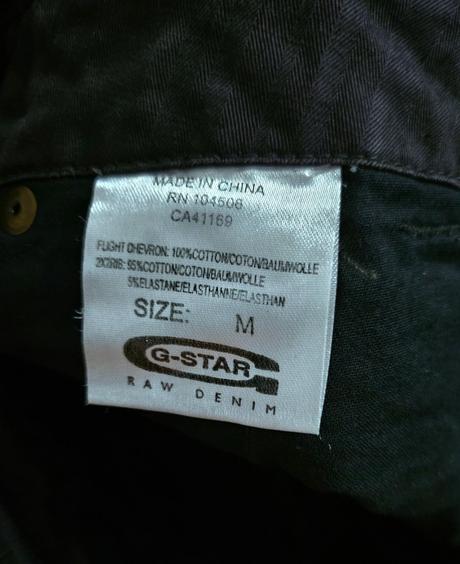 MADE IN CHINA
RN 104506
CA41169
FLIGHT CHEVRON: 100%COTTON/COTON/BAUMWOLLE
2X2RIB: 95%COTTON/COTON/BAUMWOLLE
5%ELASTANE/ELASTHANNE/ELASTHAN
SIZE: M
G-STAR
RAW DENIM